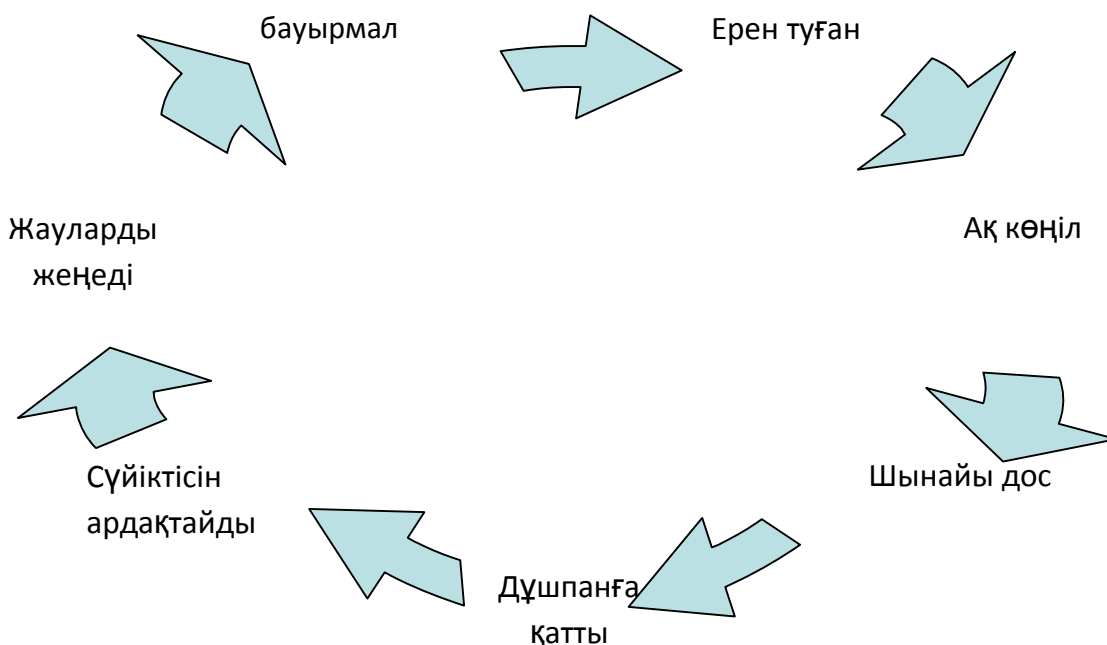 бауырмал
Ерен туған
Жауларды
жеңеді
Ақ көңіл
Сүйіктісін
ардақтайды
Шынайы дос
Дұшпанға
қатты